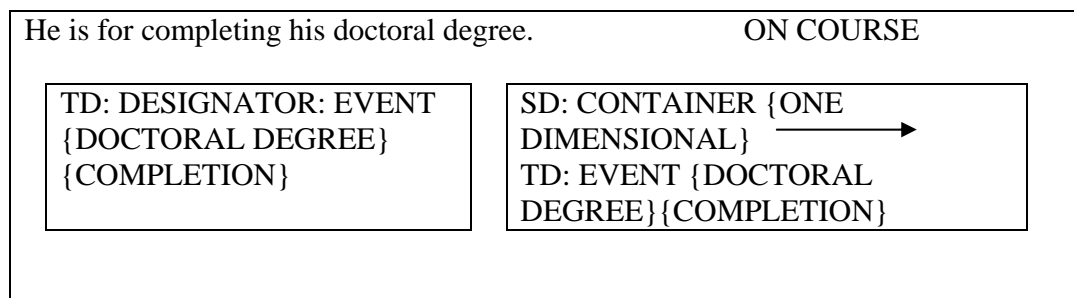 He is for completing his doctoral degree. ON COURSE
TD: DESIGNATOR: EVENT
{DOCTORAL DEGREE}
{COMPLETION}
SD: CONTAINER {ONE
DIMENSIONAL}
TD: EVENT {DOCTORAL
DEGREE}{COMPLETION}